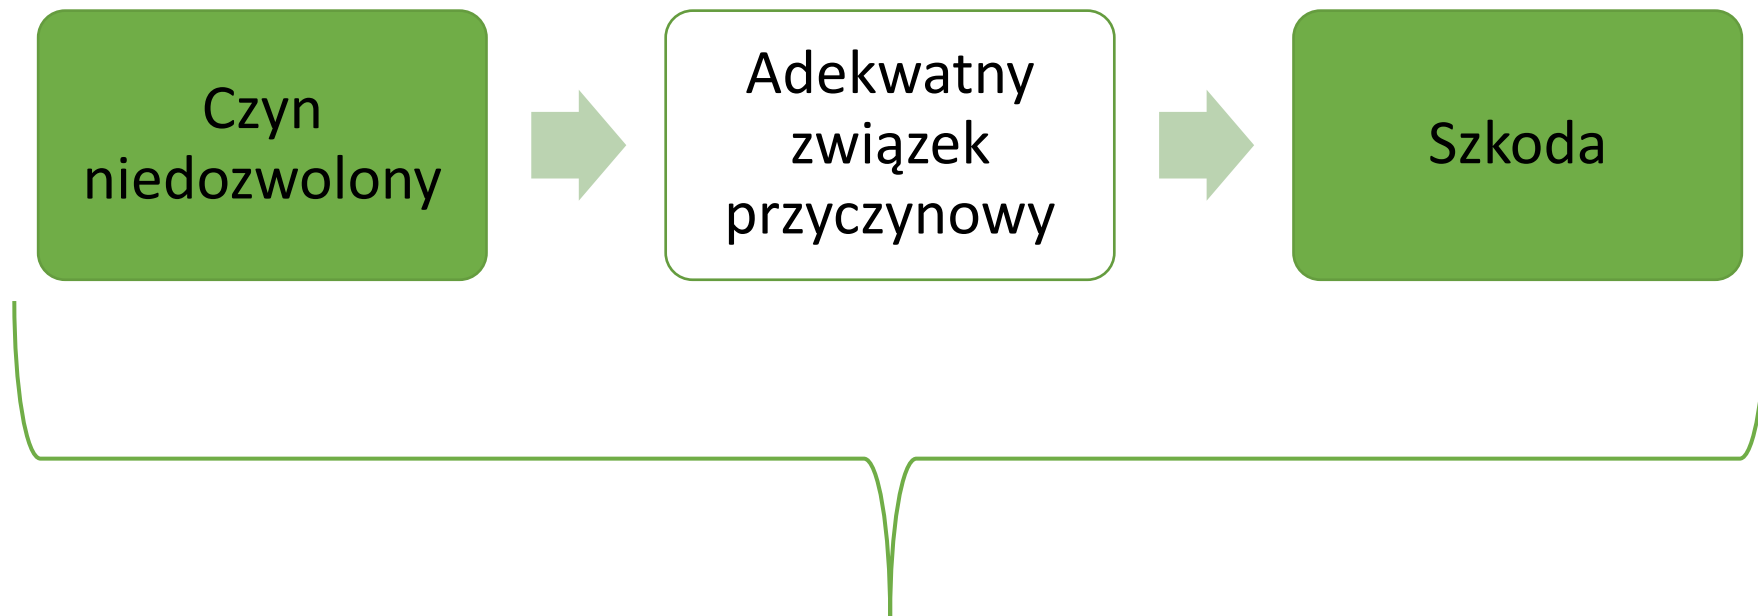 Czyn
niedozwolony
Adekwatny
związek
przyczynowy
Szkoda